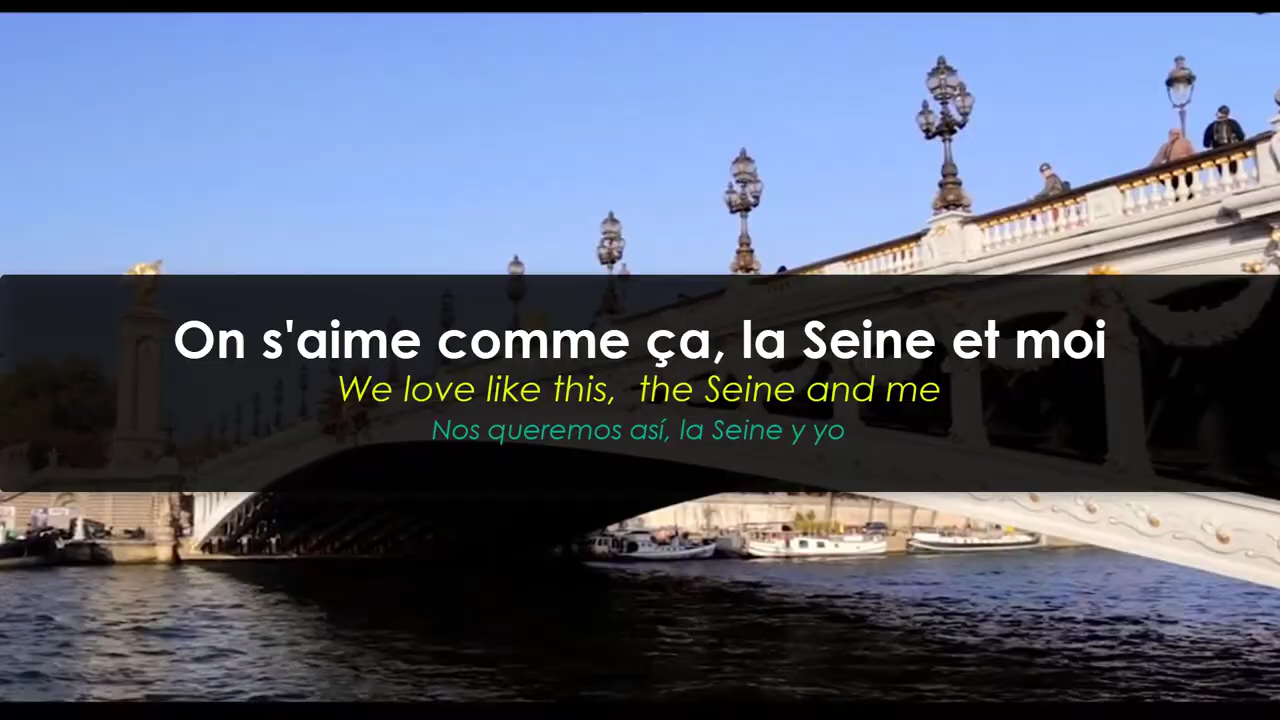 On s'aime comme ça, la Seine et moi
We love like this,  the Seine and me
Nos queremos así, la Seine y yo